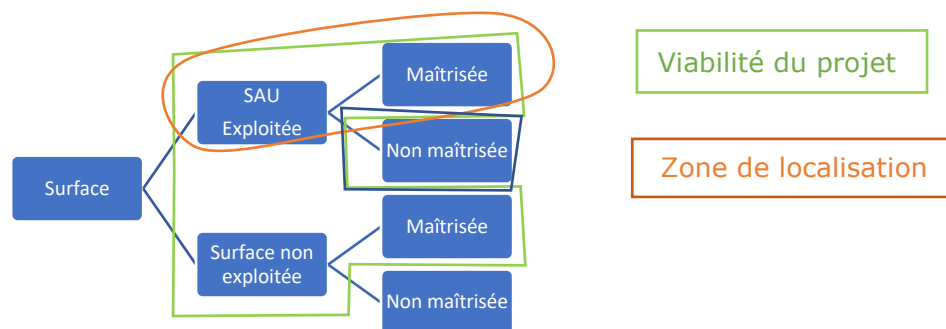 Surface
SAU
Exploitée
Maîtrisée
Non maîtrisée
Surface non
exploitée
Maîtrisée
Non maîtrisée
Viabilité du projet
Zone de localisation